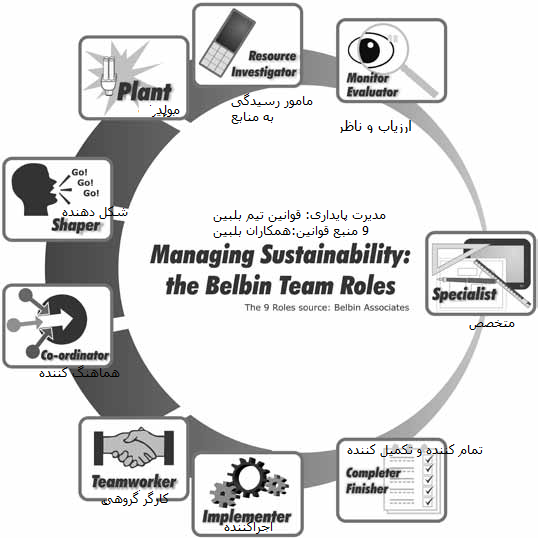 Resource
Investigator
مامور رسیدگی
به منابع
Monitor
Evaluator
ارزیاب و ناظر
Plant
مولد
Go!
Go!
Go!
شکل دهنده
Shaper
مدیرت پایداری: قوانین تیم بلبین
9 منبع قوانین:همکاران بلبین
Managing Sustainability:
the Belbin Team Roles
The 9 Roles source: Belbin Associates
Specialist
متخصص
Co-ordinator
هماهنگ کننده
تمام کننده و تکمیل کننده
Completer
Finisher
Teamworker
کارگر گروهی
Implementer
اجراکننده